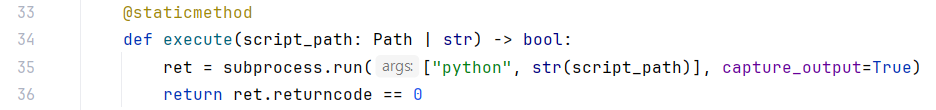 33 @staticmethod
34 def execute(script_path: Path | str) -> bool:
35 ret = subprocess.run( args: ["python", str(script_path)], capture_output=True)
36 return ret.returncode == 0